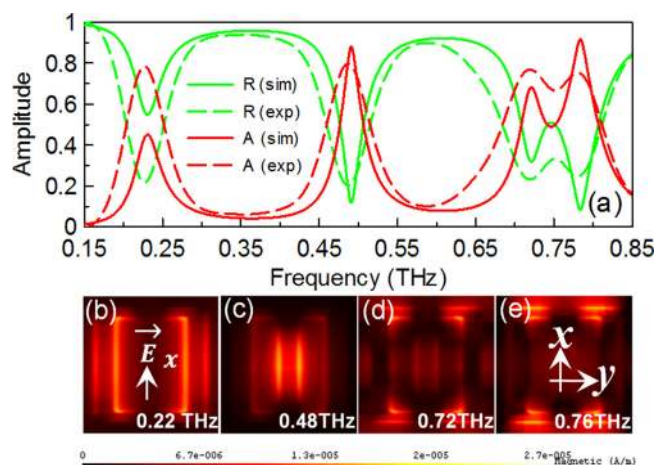 1
0.8
0.6
0.4
0.2
0
Amplitude
R (sim)
R (exp)
A (sim)
A (exp)
(a)
0.15 0.25 0.35 0.45 0.55 0.65 0.75 0.85
Frequency (THz)
(b) (c) (d) (e)
E x
x
y
0.22 THz 0.48THz 0.72THz 0.76THz
0 6.7e-006 1.3e-005 2e-005 2.7e-005
Magnetic (A/m)